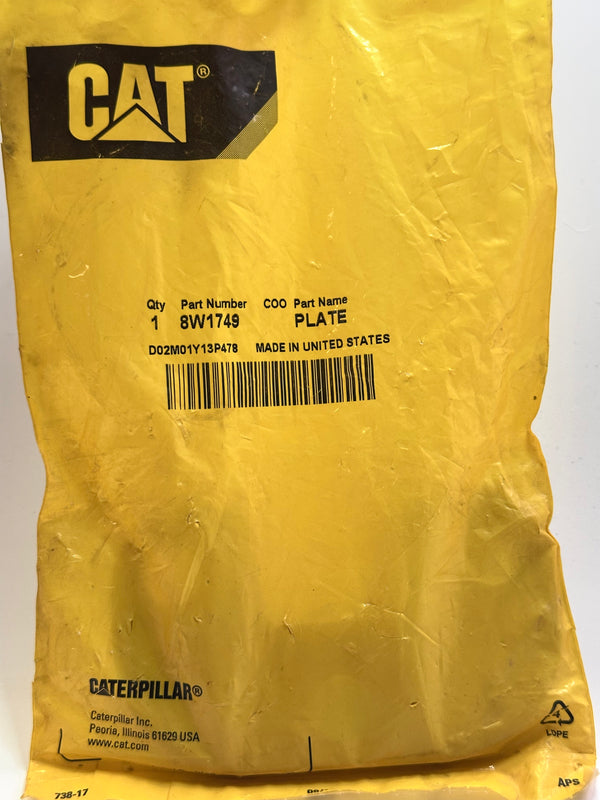 CAT®
Qty Part Number COO Part Name
1 8W1749 PLATE
D02M01Y13P478 MADE IN UNITED STATES
CATERPILLAR®
Caterpillar Inc.
Peoria, Illinois 61629 USA
www.cat.com
4
LDPE
738-17
APS